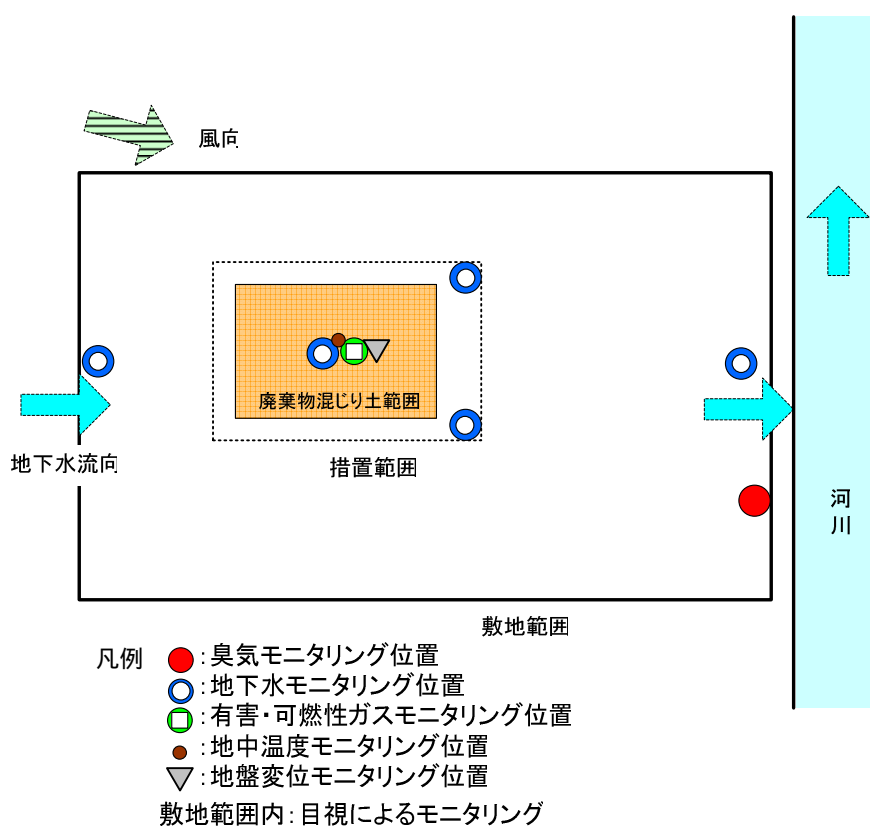 風向
廃棄物混じり土範囲
地下水流向
措置範囲
河
川
敷地範囲
凡例
:臭気モニタリング位置
:地下水モニタリング位置
:有害・可燃性ガスモニタリング位置
:地中温度モニタリング位置
:地盤変位モニタリング位置
敷地範囲内:目視によるモニタリング